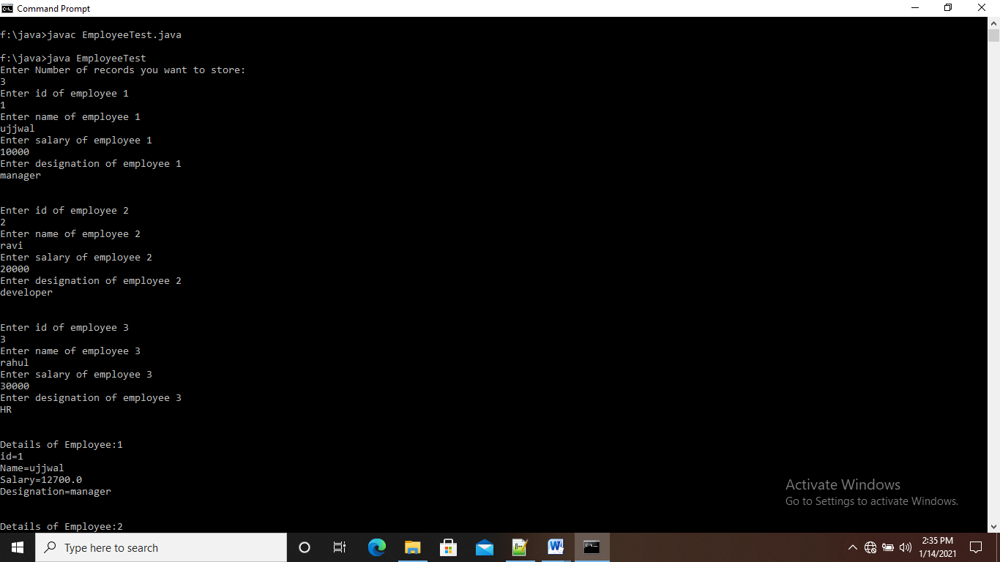 Command Prompt
f:\java>javac EmployeeTest.java
f:\java>java EmployeeTest
Enter Number of records you want to store:
3
Enter id of employee 1
1
Enter name of employee 1
ujjwal
Enter salary of employee 1
10000
Enter designation of employee 1
manager
Enter id of employee 2
2
Enter name of employee 2
ravi
Enter salary of employee 2
20000
Enter designation of employee 2
developer
Enter id of employee 3
3
Enter name of employee 3
rahul
Enter salary of employee 3
30000
Enter designation of employee 3
HR
Details of Employee:1
id=1
Name=ujjwal
Salary=12700.0
Designation=manager
Details of Employee:2
Activate Windows
Go to Settings to activate Windows.
Type here to search
2:35 PM
1/14/2021